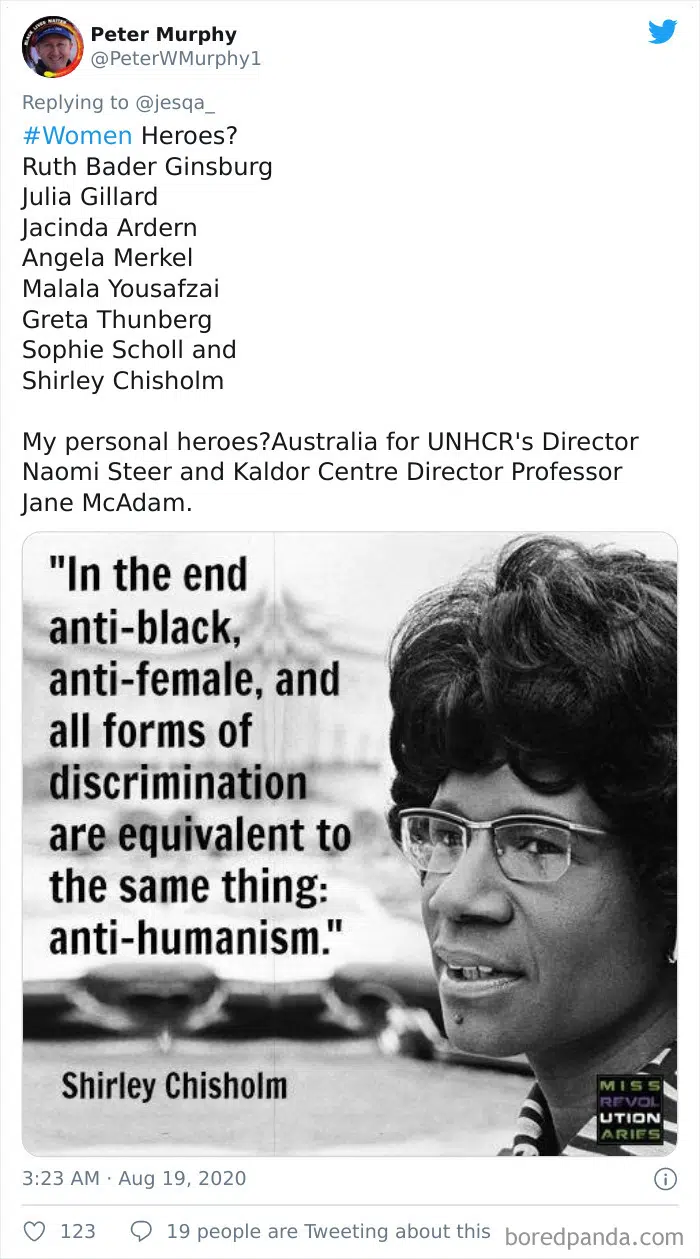 Peter Murphy
@PeterWMurphy1
Replying to @jesqa_
#Women Heroes?
Ruth Bader Ginsburg
Julia Gillard
Jacinda Ardern
Angela Merkel
Malala Yousafzai
Greta Thunberg
Sophie Scholl and
Shirley Chisholm
My personal heroes?Australia for UNHCR's Director
Naomi Steer and Kaldor Centre Director Professor
Jane McAdam.
"In the end
anti-black,
anti-female, and
all forms of
discrimination
are equivalent to
the same thing:
anti-humanism."
Shirley Chisholm
MISS
REVOL
UTION
ARIES
3:23 AM · Aug 19, 2020
123
19 people are Tweeting about this
boredpanda.com